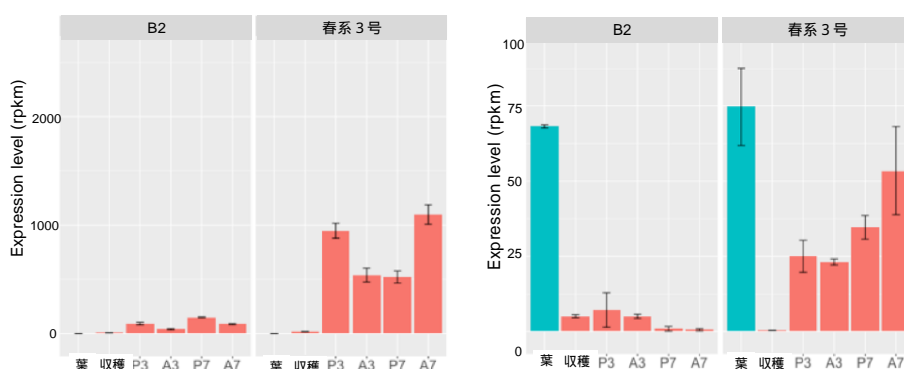 B2 春系3号
Expression level (rpkm)
2000
1000
0
葉 収穫 P3 A3 P7 A7 葉 収穫 P3 A3 P7 A7
B2 春系3号
Expression level (rpkm)
100
75
50
25
0
葉 収穫 P3 A3 P7 A7 葉 収穫 P3 A3 P7 A7